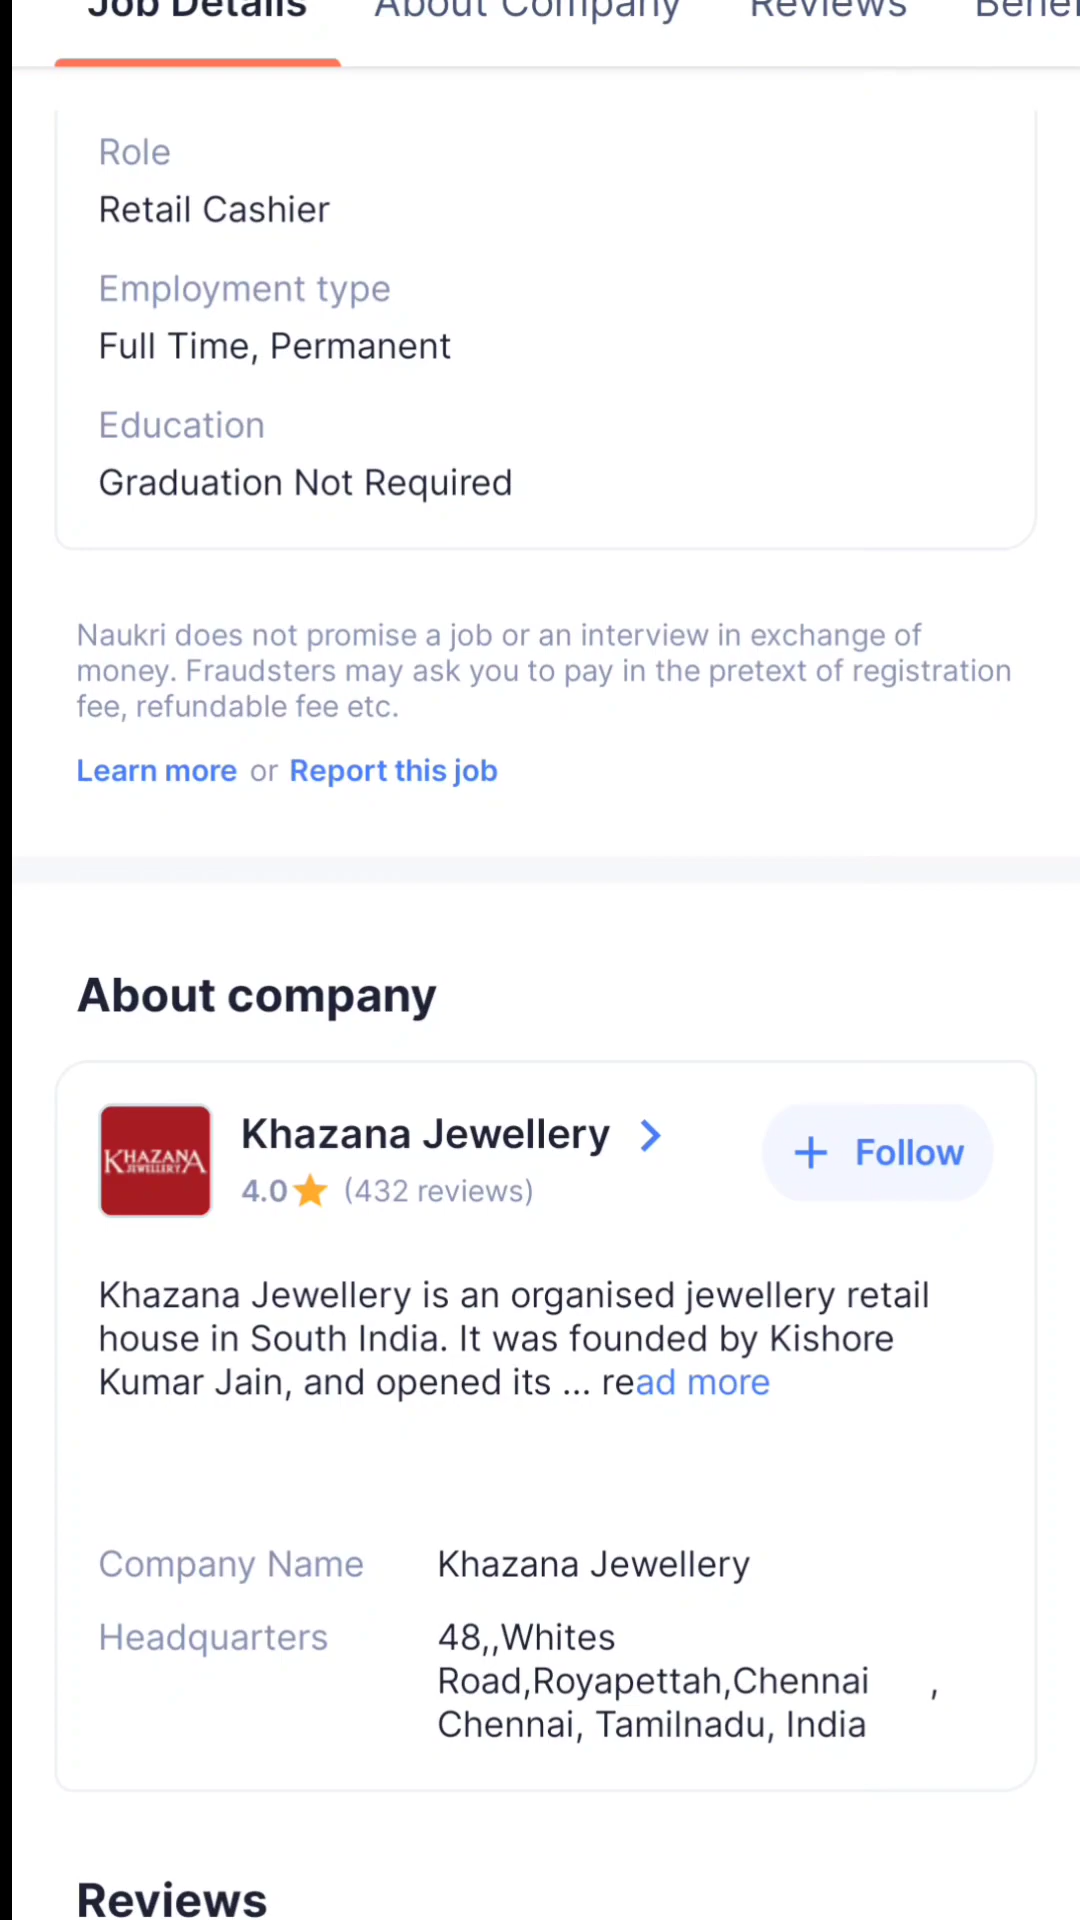 Job Details About Company Reviews Benef
Role
Retail Cashier
Employment type
Full Time, Permanent
Education
Graduation Not Required
Naukri does not promise a job or an interview in exchange of
money. Fraudsters may ask you to pay in the pretext of registration
fee, refundable fee etc.
Learn more or Report this job
About company
KHAZANA
JEWELLERY
Khazana Jewellery
+ Follow
4.0★ (432 reviews)
Khazana Jewellery is an organised jewellery retail
house in South India. It was founded by Kishore
Kumar Jain, and opened its ... read more
Company Name Khazana Jewellery
Headquarters 48,,Whites
Road,Royapettah,Chennai ,
Chennai, Tamilnadu, India
Reviews